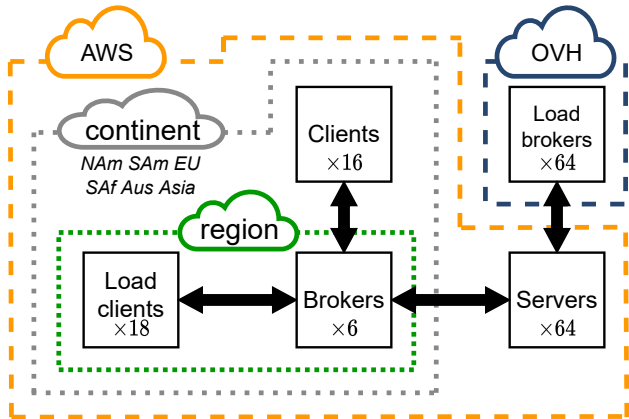 AWS
OVH
continent
NAm SAm EU
SAf Aus Asia
Clients
×16
Load
brokers
×64
region
Load
clients
×18
Brokers
×6
Servers
×64